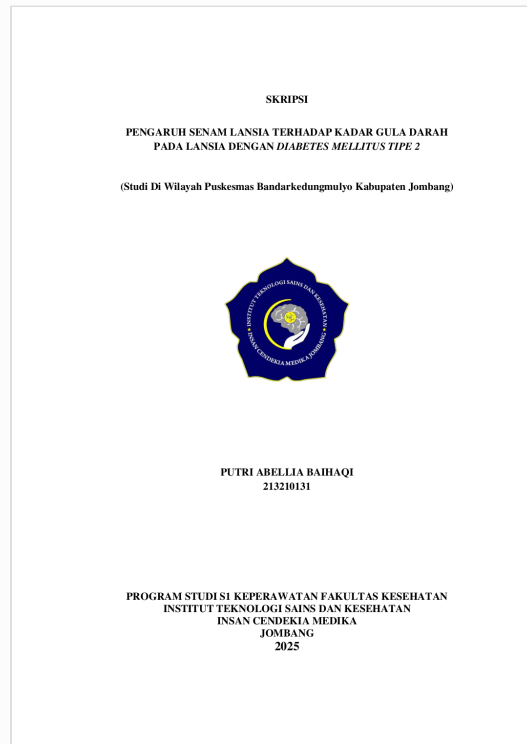 SKRIPSI
PENGARUH SENAM LANSIA TERHADAP KADAR GULA DARAH
PADA LANSIA DENGAN DIABETES MELLITUS TIPE 2
(Studi Di Wilayah Puskesmas Bandarkedungmulyo Kabupaten Jombang)
INSTITUT TEKNOLOGI SAINS DAN KESEHATAN
INSAN CENDEKIA MEDIKA JOMBANG
PUTRI ABELLIA BAIHAQI
213210131
PROGRAM STUDI S1 KEPERAWATAN FAKULTAS KESEHATAN
INSTITUT TEKNOLOGI SAINS DAN KESEHATAN
INSAN CENDEKIA MEDIKA
JOMBANG
2025